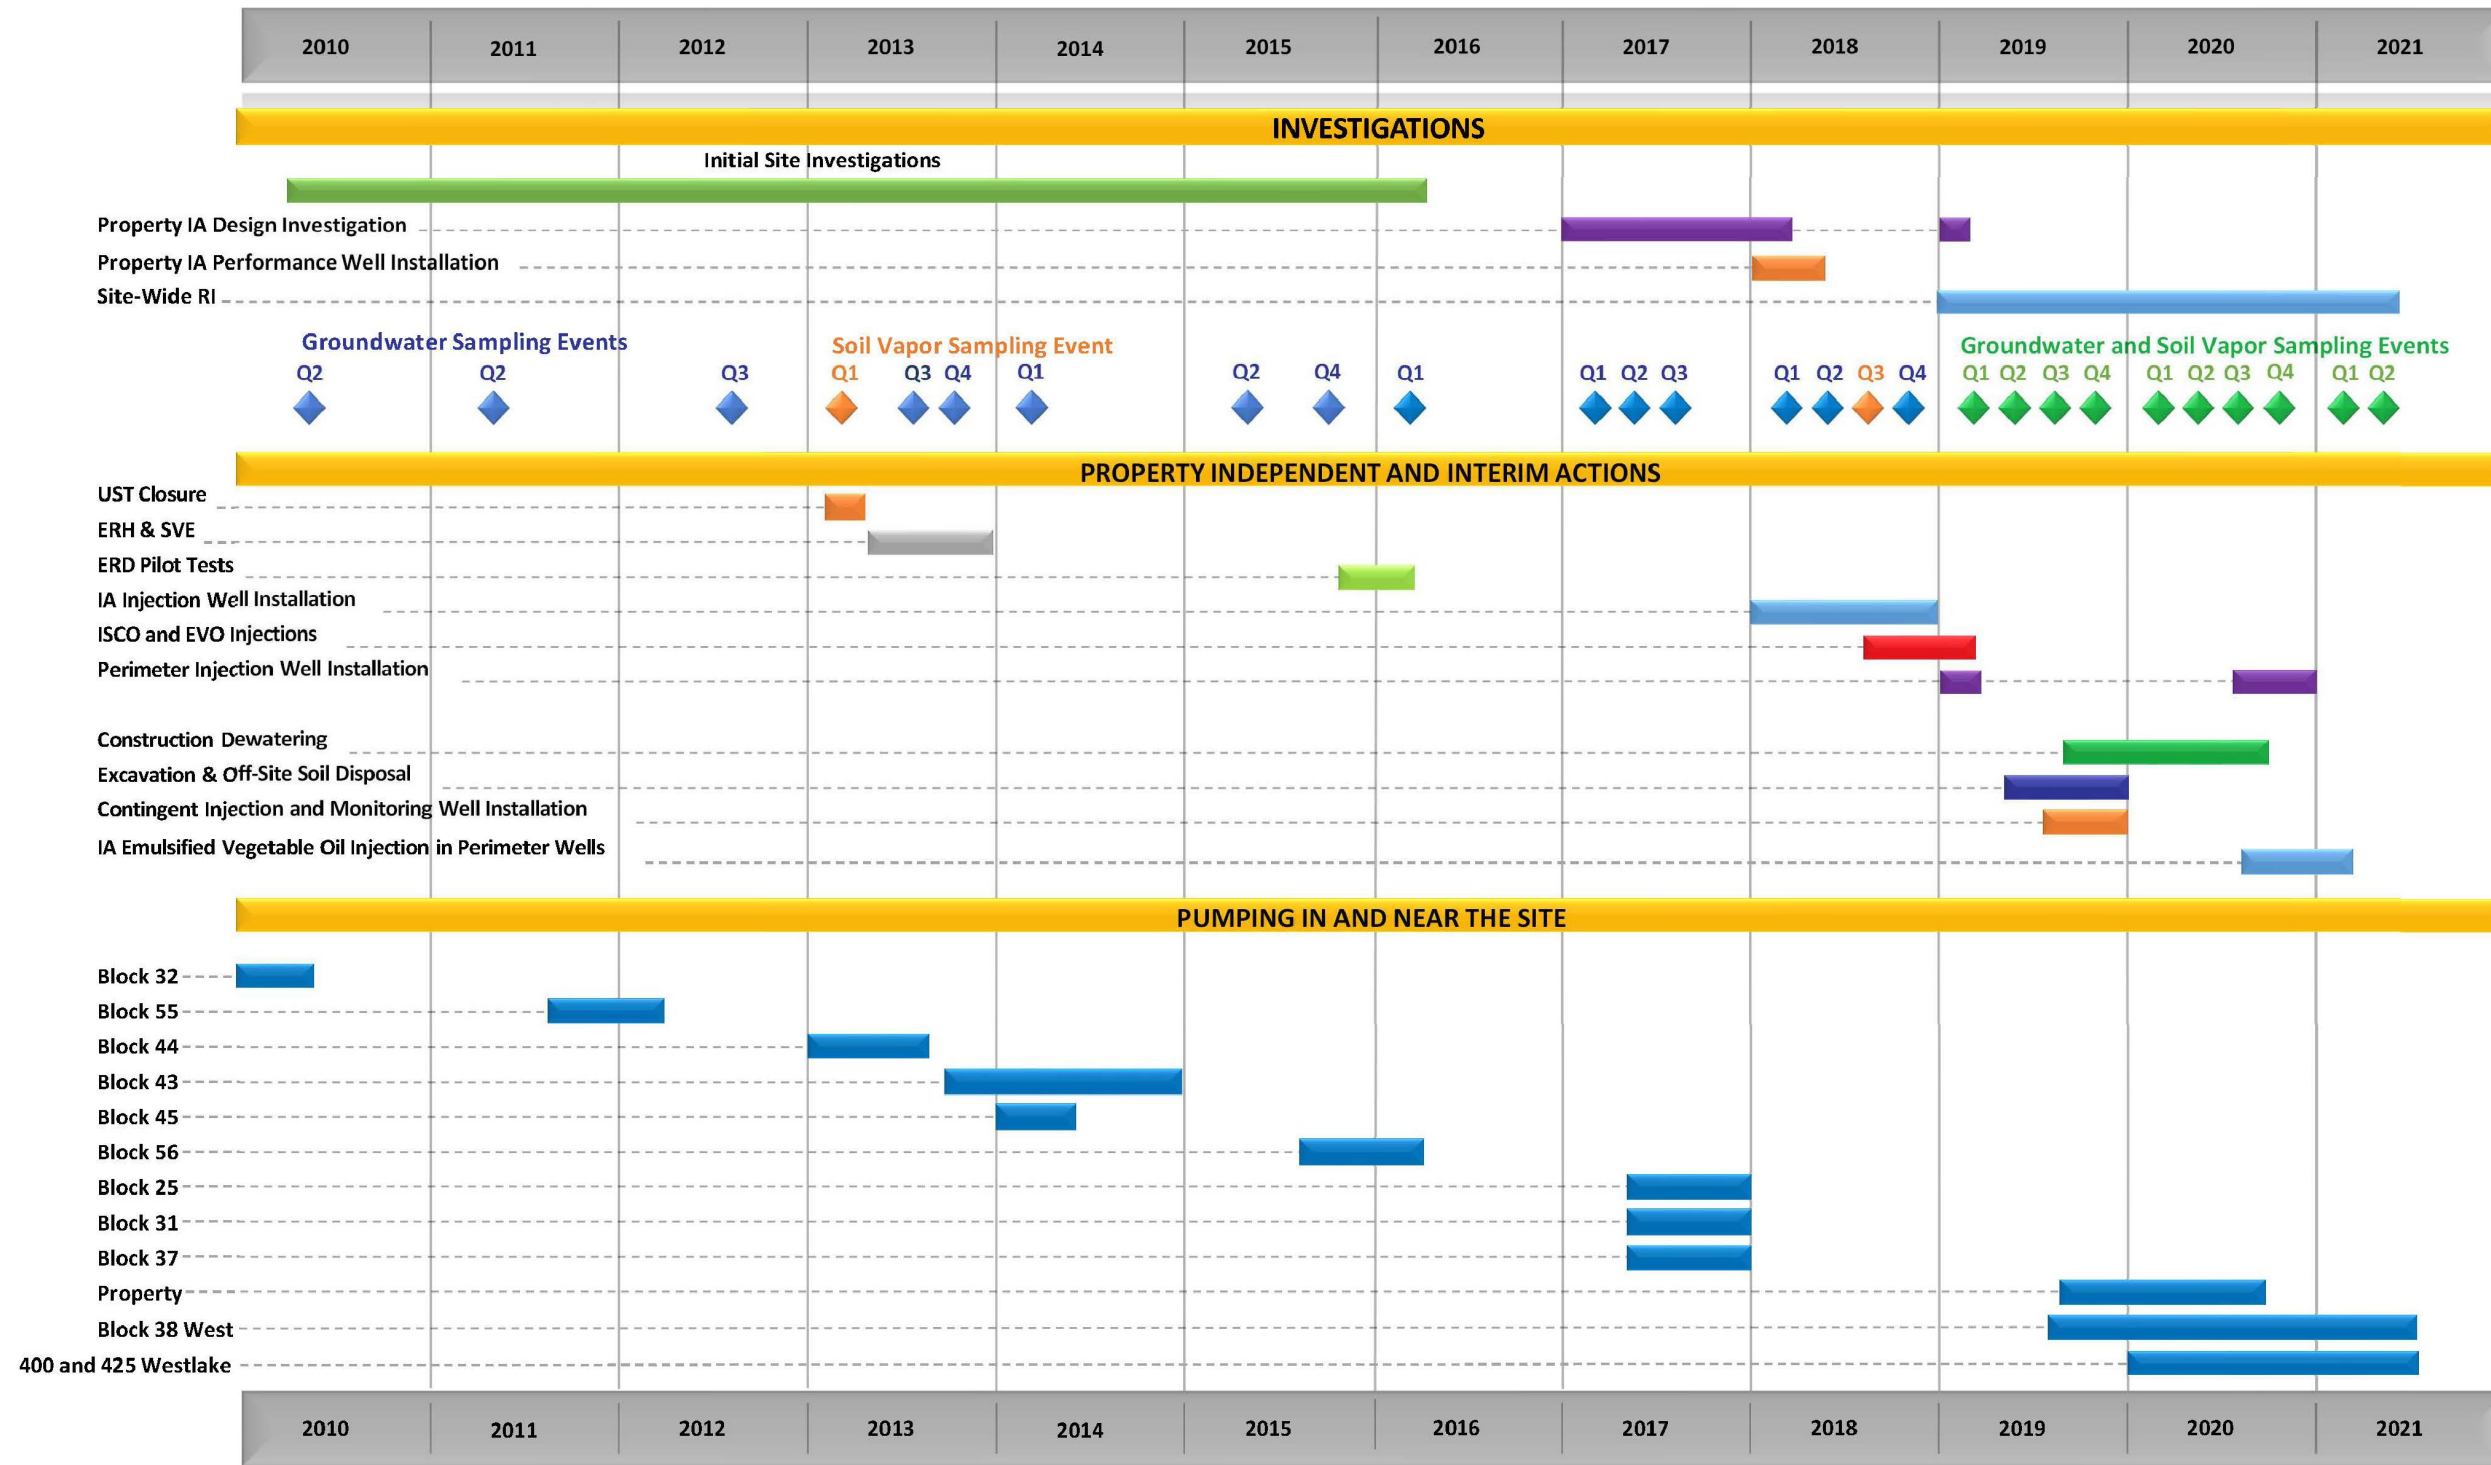 2010 2011 2012 2013 2014 2015 2016 2017 2018 2019 2020 2021
INVESTIGATIONS
Initial Site Investigations
Property IA Design Investigation
Property IA Performance Well Installation
Site-Wide RI
Groundwater Sampling Events Soil Vapor Sampling Event Groundwater and Soil Vapor Sampling Events
Q2 Q2 Q3 Q1 Q3 Q4 Q1 Q2 Q4 Q1 Q1 Q2 Q3 Q1 Q2 Q3 Q4 Q1 Q2 Q3 Q4 Q1 Q2 Q3 Q4 Q1 Q2
PROPERTY INDEPENDENT AND INTERIM ACTIONS
UST Closure
ERH & SVE
ERD Pilot Tests
IA Injection Well Installation
ISCO and EVO Injections
Perimeter Injection Well Installation
Construction Dewatering
Excavation & Off-Site Soil Disposal
Contingent Injection and Monitoring Well Installation
IA Emulsified Vegetable Oil Injection in Perimeter Wells
PUMPING IN AND NEAR THE SITE
Block 32
Block 55
Block 44
Block 43
Block 45
Block 56
Block 25
Block 31
Block 37
Property
Block 38 West
400 and 425 Westlake
2010 2011 2012 2013 2014 2015 2016 2017 2018 2019 2020 2021